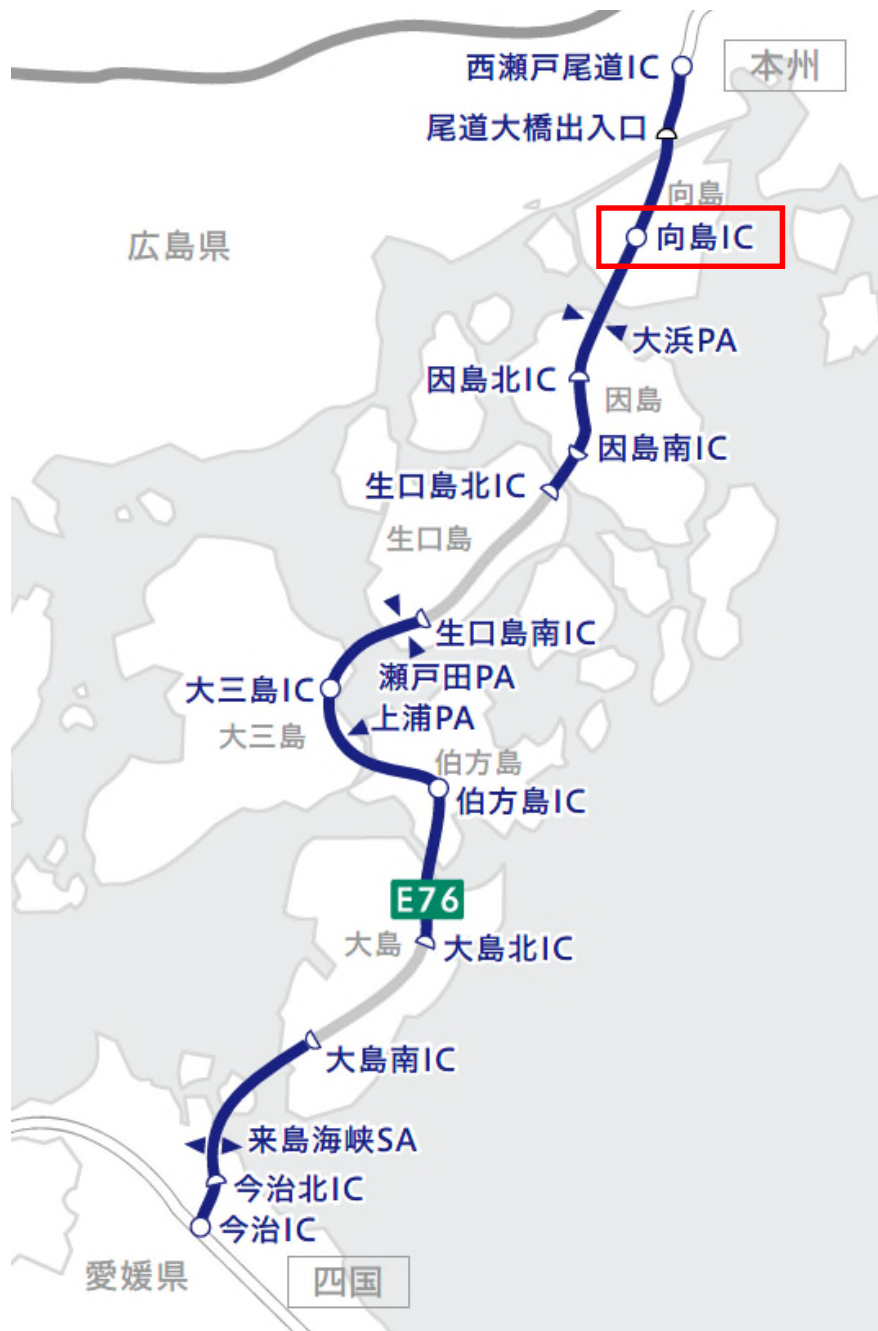 西瀬戸尾道IC
本州
尾道大橋出入口
向島
向島IC
広島県
大浜PA
因島北IC
因島
因島南IC
生口島北IC
生口島
生口島南IC
瀬戸田PA
大三島IC
上浦PA
大三島
伯方島
伯方島IC
E76
大島
大島北IC
大島南IC
来島海峡SA
今治北IC
今治IC
愛媛県
四国